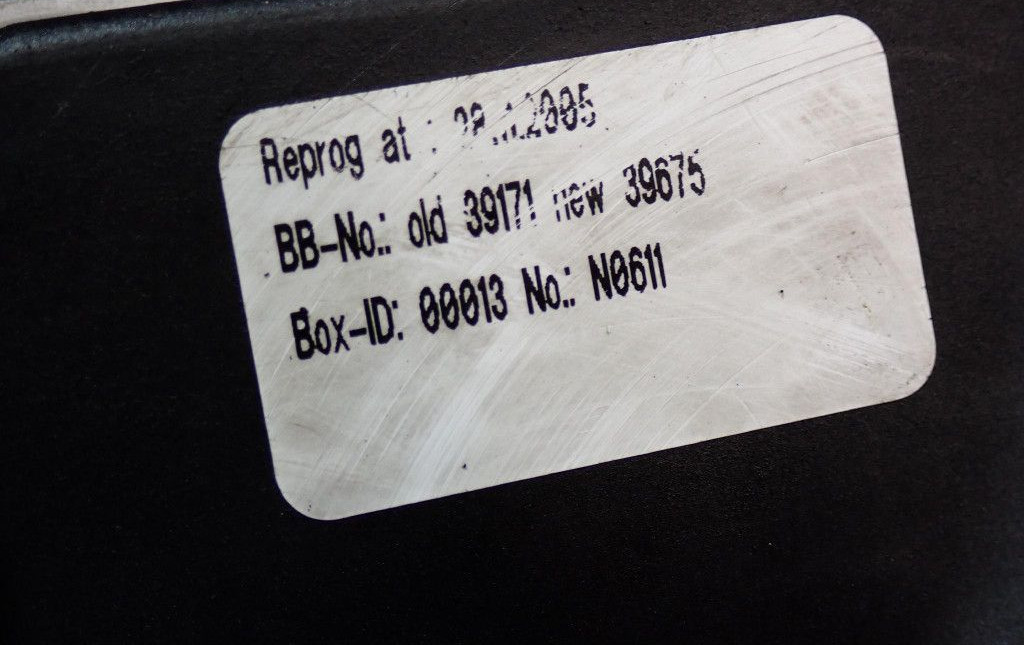 Reprog at :
BB-No.: old 39171 new 39675
Box-ID: 00013 No.: N0611